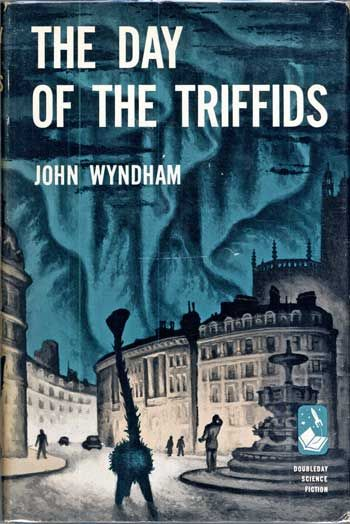 THE DAY
OF THE TRIFFIDS
JOHN WYNDHAM
DOUBLEDAY
SCIENCE
FICTION